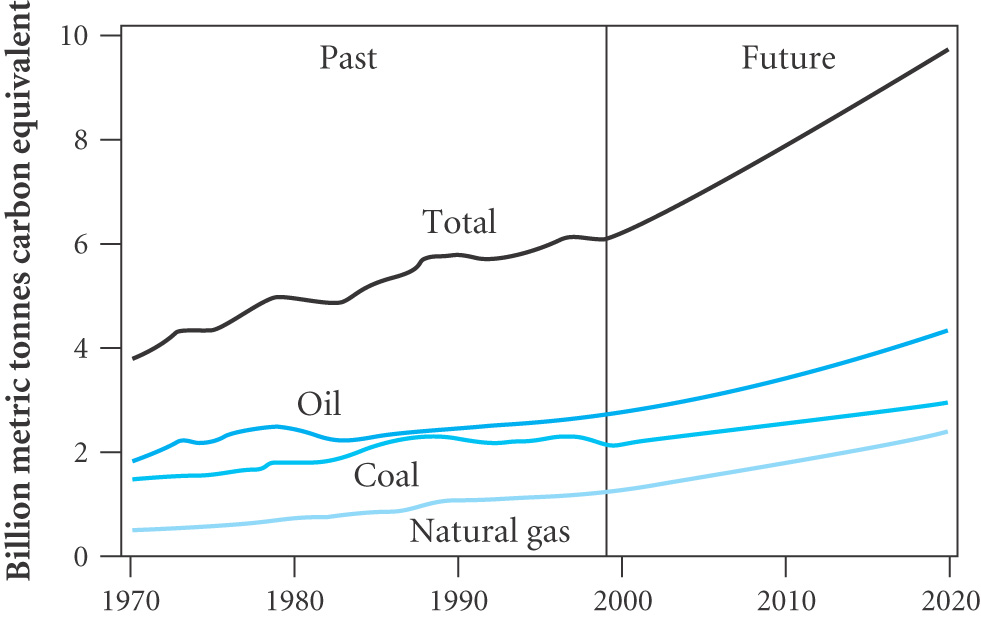 Billion metric tonnes carbon equivalent
10
8
6
4
2
0
Past
Future
Total
Oil
Coal
Natural gas
1970
1980
1990
2000
2010
2020